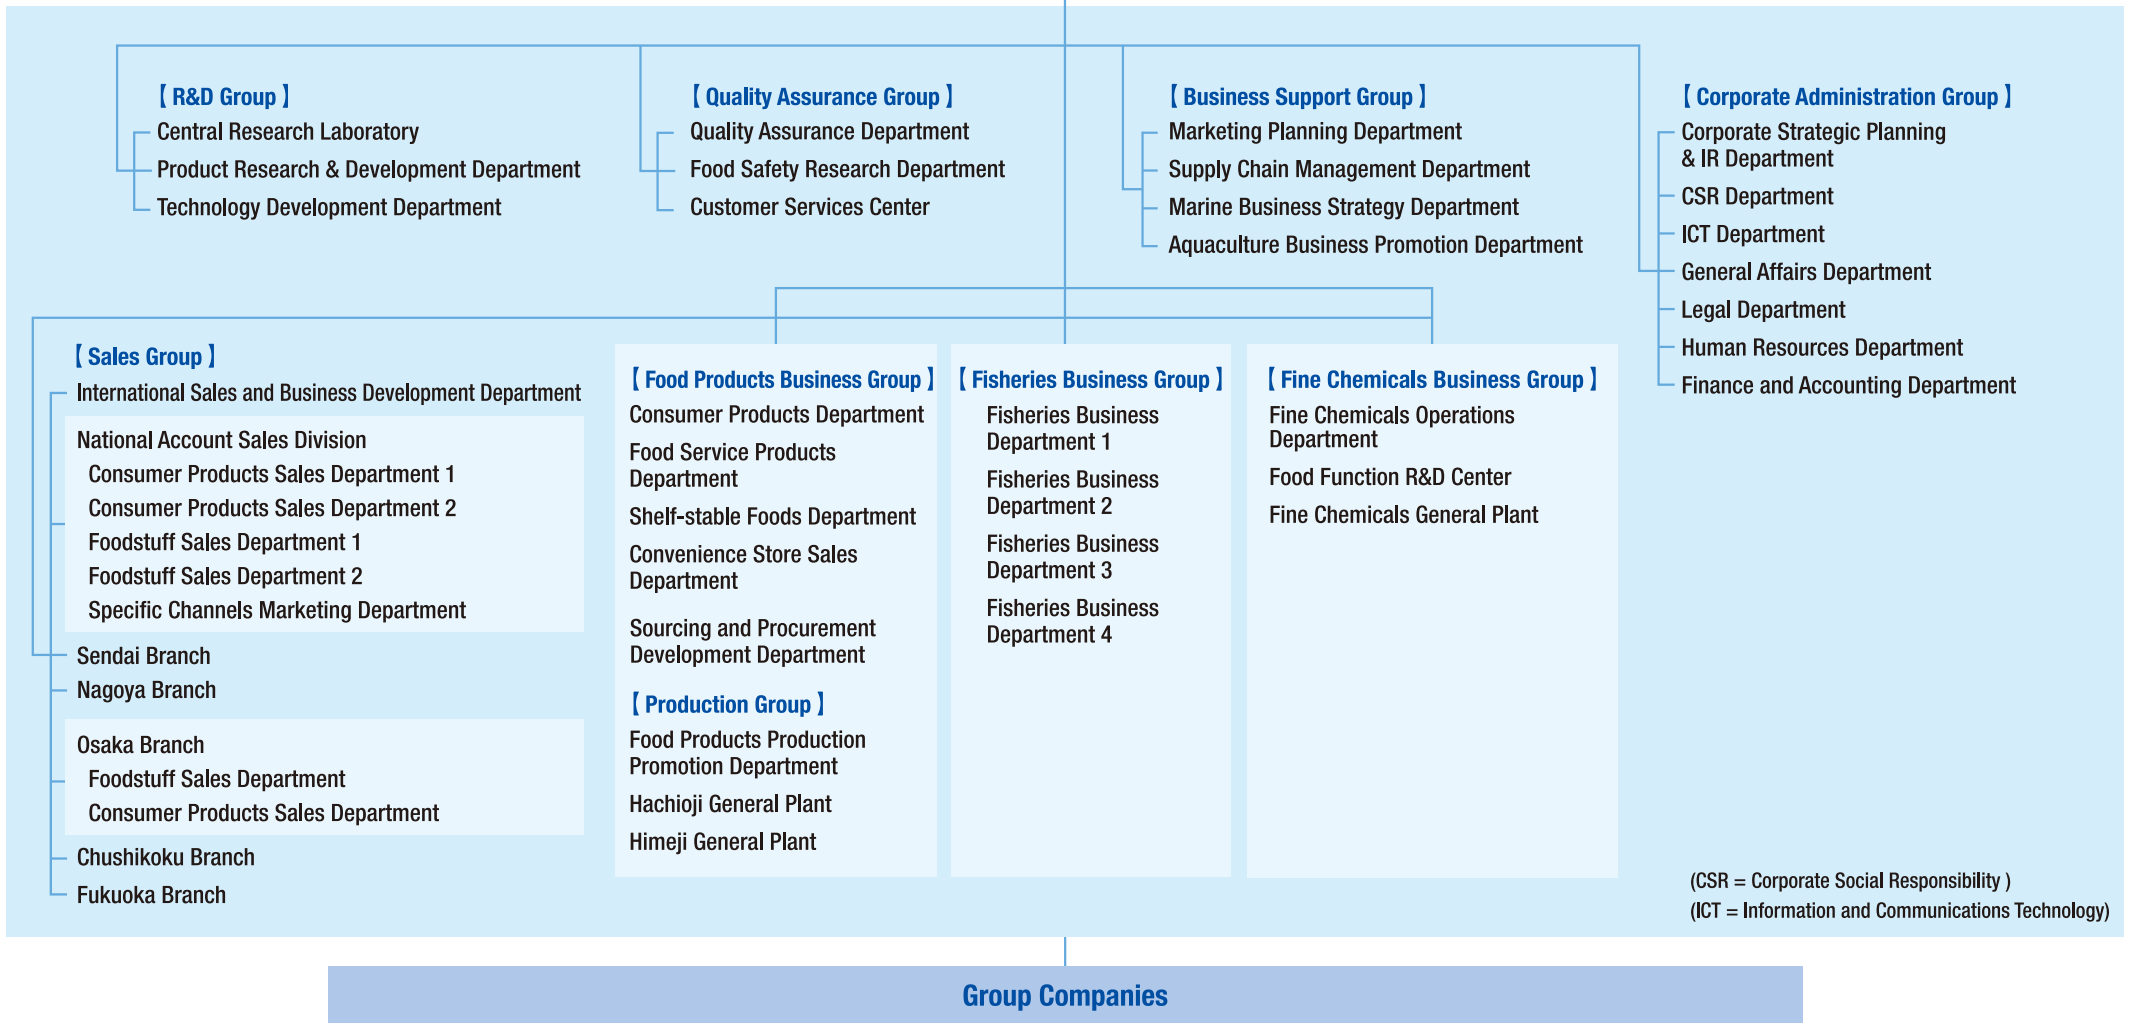 【 R&D Group 】
Central Research Laboratory
Product Research & Development Department
Technology Development Department
【 Quality Assurance Group 】
Quality Assurance Department
Food Safety Research Department
Customer Services Center
【 Business Support Group 】
Marketing Planning Department
Supply Chain Management Department
Marine Business Strategy Department
Aquaculture Business Promotion Department
【 Corporate Administration Group 】
Corporate Strategic Planning
& IR Department
CSR Department
ICT Department
General Affairs Department
Legal Department
Human Resources Department
Finance and Accounting Department
【 Sales Group 】
International Sales and Business Development Department
National Account Sales Division
Consumer Products Sales Department 1
Consumer Products Sales Department 2
Foodstuff Sales Department 1
Foodstuff Sales Department 2
Specific Channels Marketing Department
Sendai Branch
Nagoya Branch
Osaka Branch
Foodstuff Sales Department
Consumer Products Sales Department
Chushikoku Branch
Fukuoka Branch
【 Food Products Business Group 】
Consumer Products Department
Food Service Products
Department
Shelf-stable Foods Department
Convenience Store Sales
Department
Sourcing and Procurement
Development Department
【 Production Group 】
Food Products Production
Promotion Department
Hachioji General Plant
Himeji General Plant
【 Fisheries Business Group 】
Fisheries Business
Department 1
Fisheries Business
Department 2
Fisheries Business
Department 3
Fisheries Business
Department 4
【 Fine Chemicals Business Group 】
Fine Chemicals Operations
Department
Food Function R&D Center
Fine Chemicals General Plant
(CSR = Corporate Social Responsibility )
(ICT = Information and Communications Technology)
Group Companies